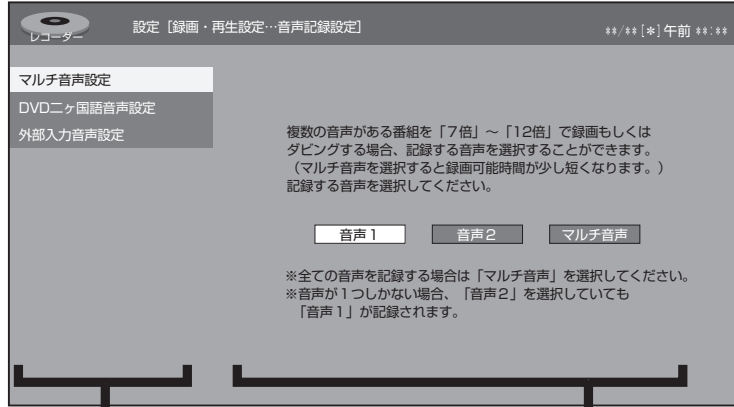 レコーダー
設定［録画・再生設定…音声記録設定］
**/**[*]午前 **:**
マルチ音声設定
DVD二ヶ国語音声設定
外部入力音声設定
複数の音声がある番組を「7倍」～「12倍」で録画もしくは
ダビングする場合、記録する音声を選択することができます。
（マルチ音声を選択すると録画可能時間が少し短くなります。）
記録する音声を選択してください。
音声1 音声2 マルチ音声
※全ての音声を記録する場合は「マルチ音声」を選択してください。
※音声が1つしかない場合、「音声2」を選択していても
「音声1」が記録されます。